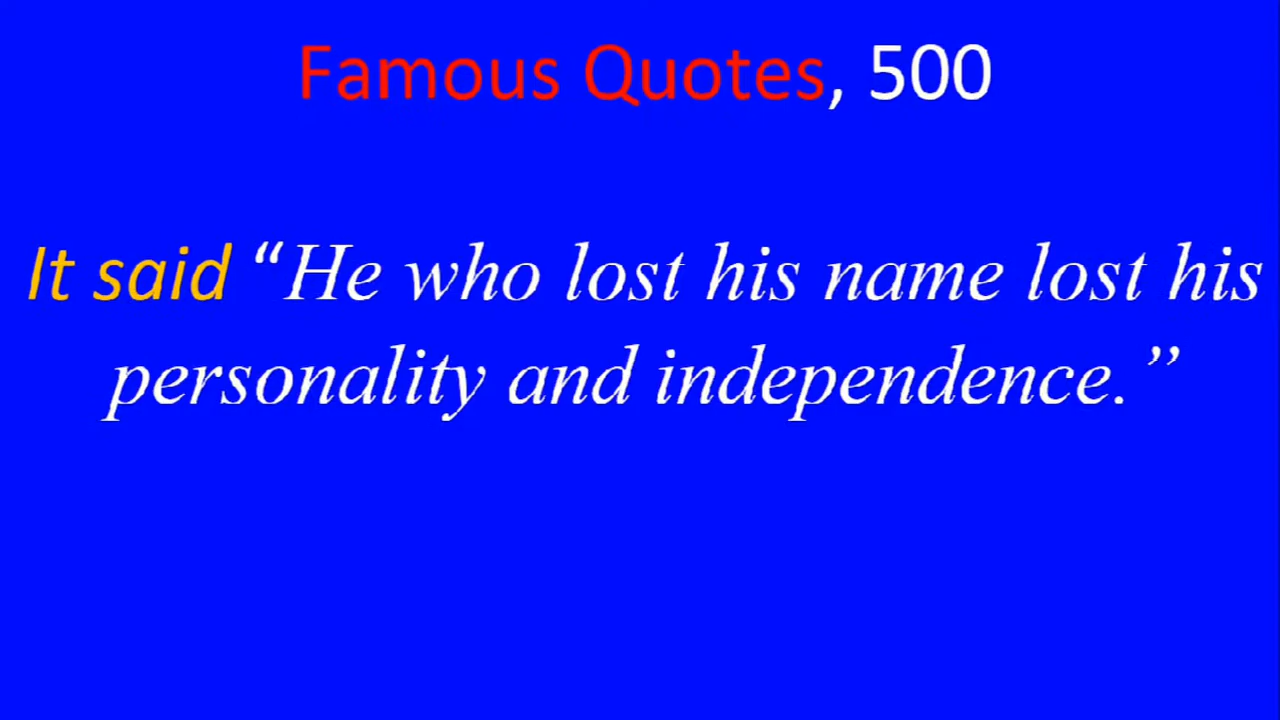 Famous Quotes, 500
It said “He who lost his name lost his
personality and independence.”